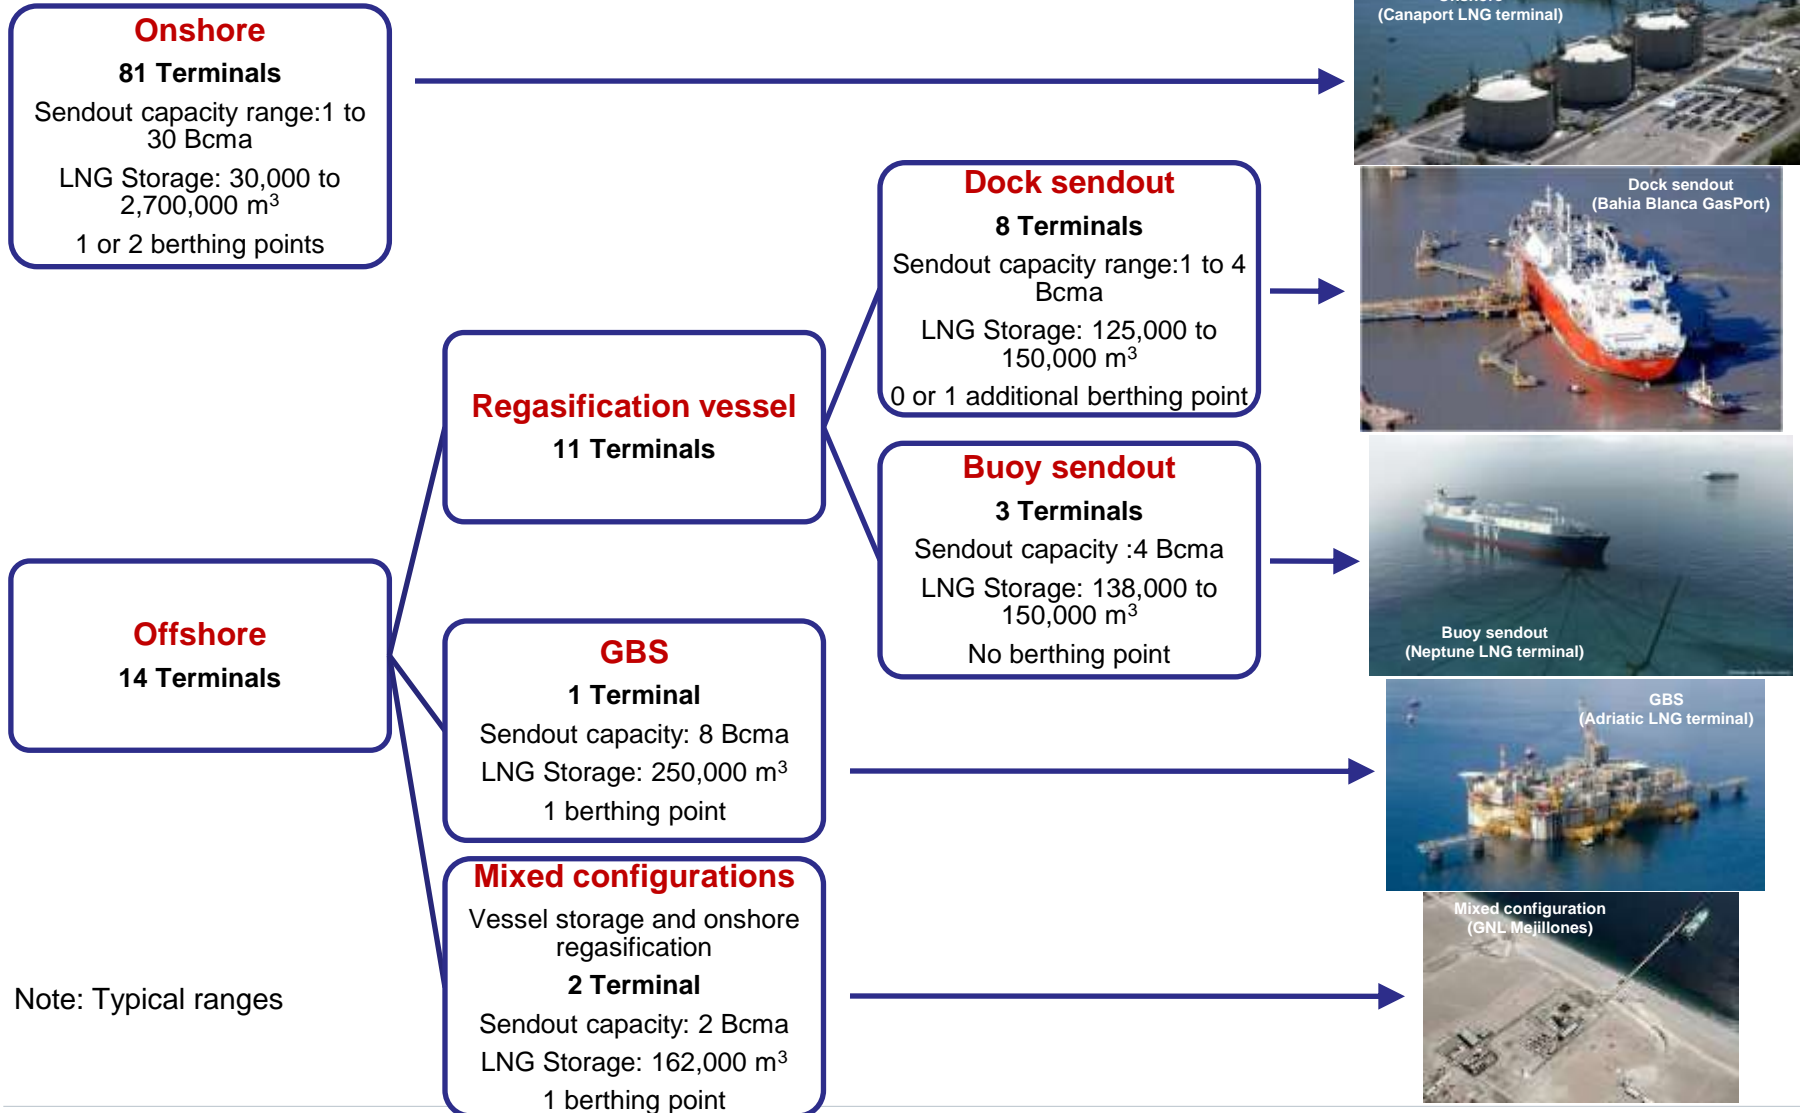 Onshore
81 Terminals
Sendout capacity range:1 to
30 Bcma
LNG Storage: 30,000 to
2,700,000 m³
1 or 2 berthing points
(Canaport LNG terminal)
Dock sendout
8 Terminals
Sendout capacity range:1 to 4
Bcma
LNG Storage: 125,000 to
150,000 m³
0 or 1 additional berthing point
Dock sendout
(Bahia Blanca GasPort)
Regasification vessel
11 Terminals
Buoy sendout
3 Terminals
Sendout capacity :4 Bcma
LNG Storage: 138,000 to
150,000 m³
No berthing point
Buoy sendout
(Neptune LNG terminal)
Offshore
14 Terminals
GBS
1 Terminal
Sendout capacity: 8 Bcma
LNG Storage: 250,000 m³
1 berthing point
GBS
(Adriatic LNG terminal)
Mixed configurations
Vessel storage and onshore
regasification
2 Terminal
Sendout capacity: 2 Bcma
LNG Storage: 162,000 m³
1 berthing point
Mixed configuration
(GNL Mejillones)
Note: Typical ranges